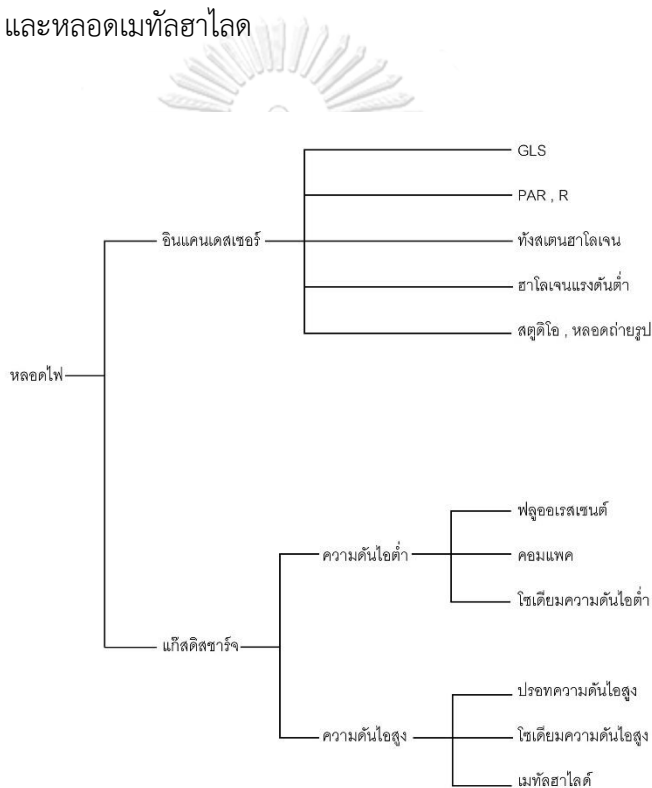 และหลอดเมทัลฮาไลด
GLS
PAR , R
อินแคนเดสเซอร์
ทังสเตนฮาโลเจน
ฮาโลเจนแรงดันต่ำ
สตูดิโอ , หลอดถ่ายรูป
หลอดไฟ
ฟลูออเรสเซนต์
ความดันไอต่ำ
คอมแพค
โซเดียมความดันไอต่ำ
แก๊สดิสชาร์จ
ปรอทความดันไอสูง
ความดันไอสูง
โซเดียมความดันไอสูง
เมทัลฮาไลด์